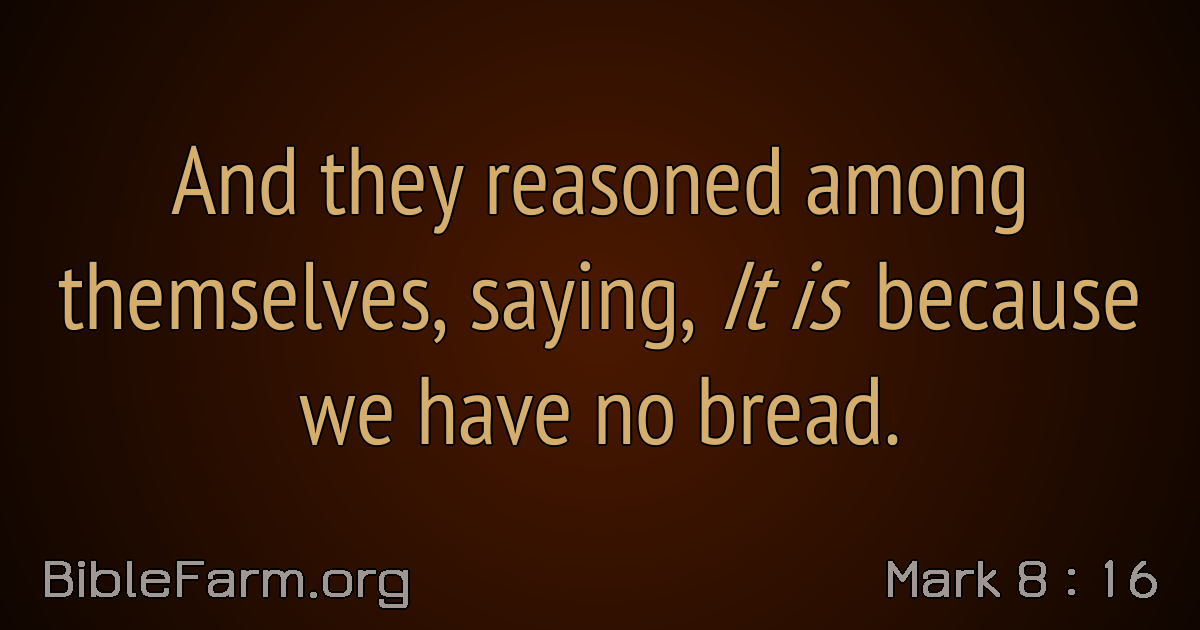 And they reasoned among
themselves, saying, It is because
we have no bread.
BibleFarm.org
Mark 8 : 16